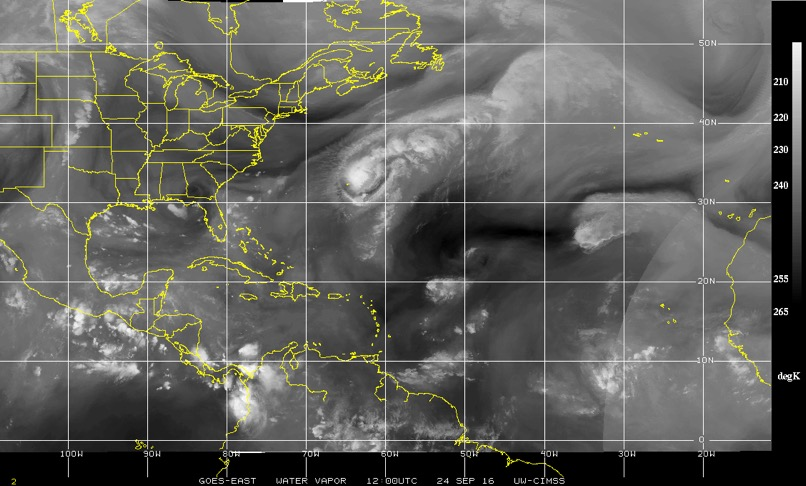 50N
210
220
40N
230
240
30N
255
20N
265
10N
degK
0
100W 90W 80W 70W 60W 50W 40W 30W 20W
2 GOES-EAST WATER VAPOR 12:00UTC 24 SEP 16 UW-CIMSS